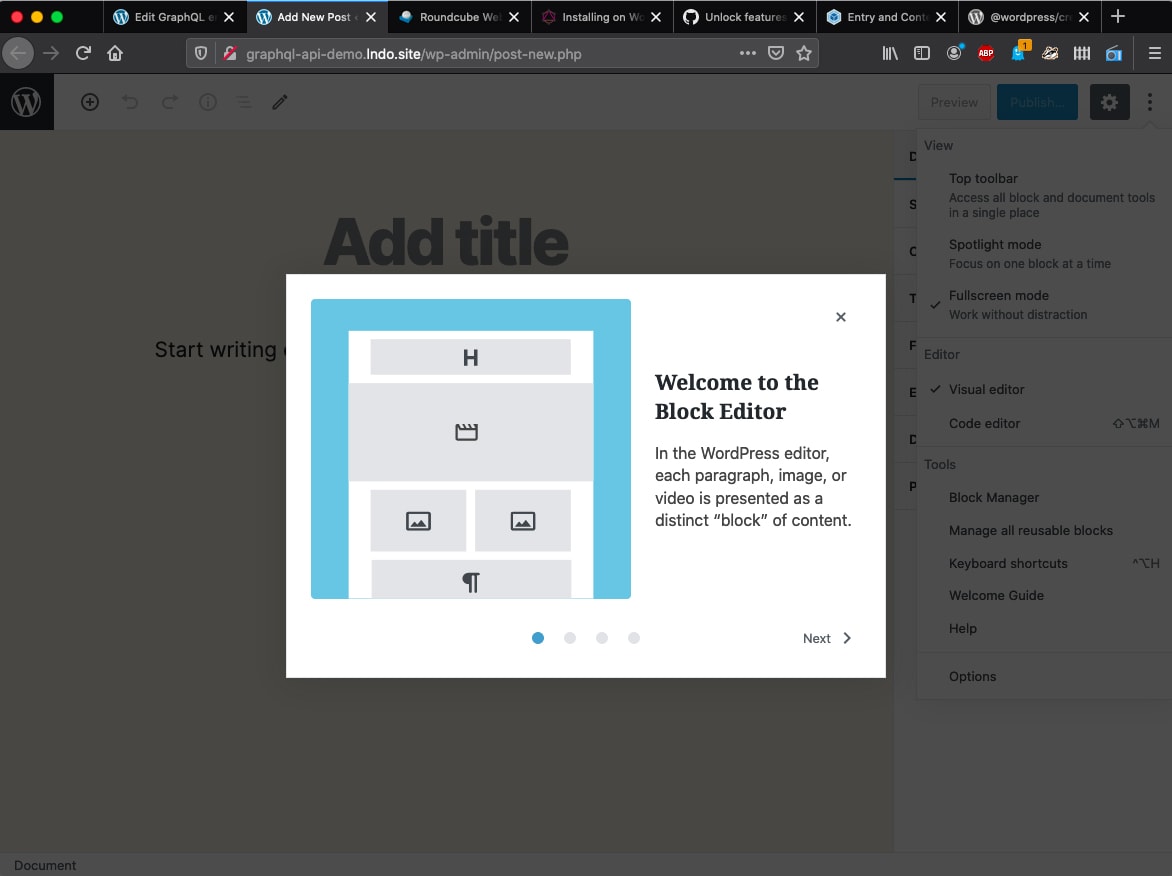 Edit GraphQL e
Add New Post
Roundcube We
Installing on Wo
Unlock features
Entry and Cont
@wordpress/cr
graphql-api-demo.lndo.site/wp-admin/post-new.php
ABP
1
Preview
Publish...
View
Top toolbar
Access all block and document tools
in a single place
Spotlight mode
Focus on one block at a time
Fullscreen mode
Work without distraction
Editor
Visual editor
Code editor ⇧⌥⌘M
Tools
Block Manager
Manage all reusable blocks
Keyboard shortcuts ^⌥H
Welcome Guide
Help
Options
D
S
C
T
F
E
D
P
Add title
Start writing
H
Welcome to the
Block Editor
In the WordPress editor,
each paragraph, image, or
video is presented as a
distinct “block” of content.
¶
Next
Document